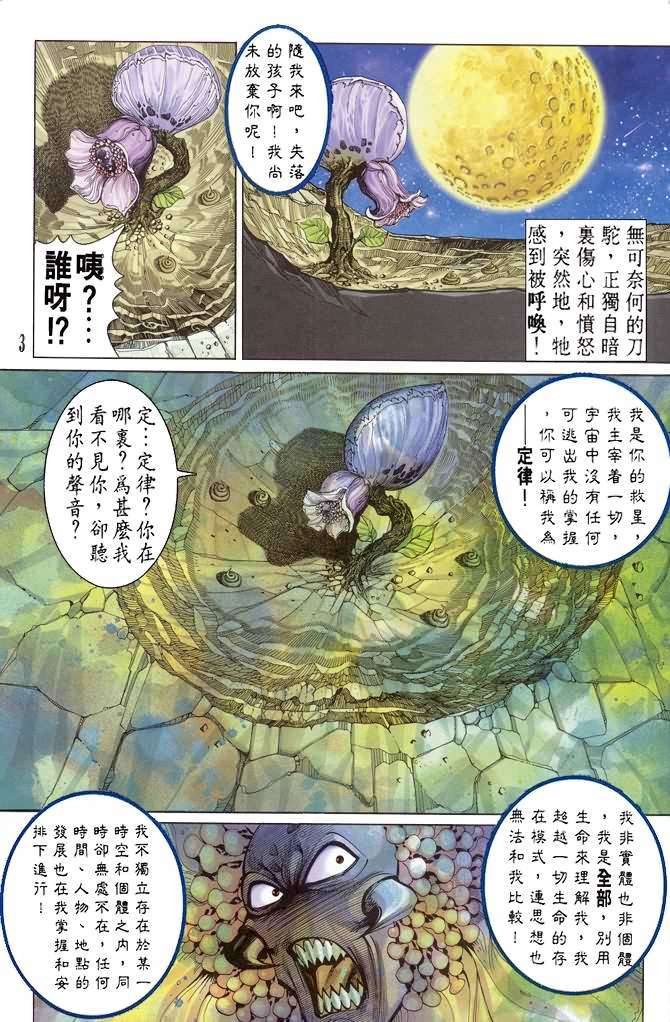 無可奈何的刀
駝，正獨自暗
裏傷心和憤怒
，突然地，牠
感到被呼喚！
隨我來吧，失落
的孩子啊！我尚
未放棄你呢！
咦？……
誰呀!?
3
我是你的救星，
我主宰着一切，
宇宙中沒有任何
可逃出我的掌握
，你可以稱我為
——定律！
定…定律？你在
哪裏？為甚麼我
看不見你，卻聽
到你的聲音？
我非實體也非個體
，我是全部，別用
生命來理解我，我
超越一切生命的存
在模式，連思想也
無法和我比較！
我不獨立存在於某一
時空和個體之內，同
時卻無處不在，任何
時間、人物、地點的
發展也在我掌握和安
排下進行！